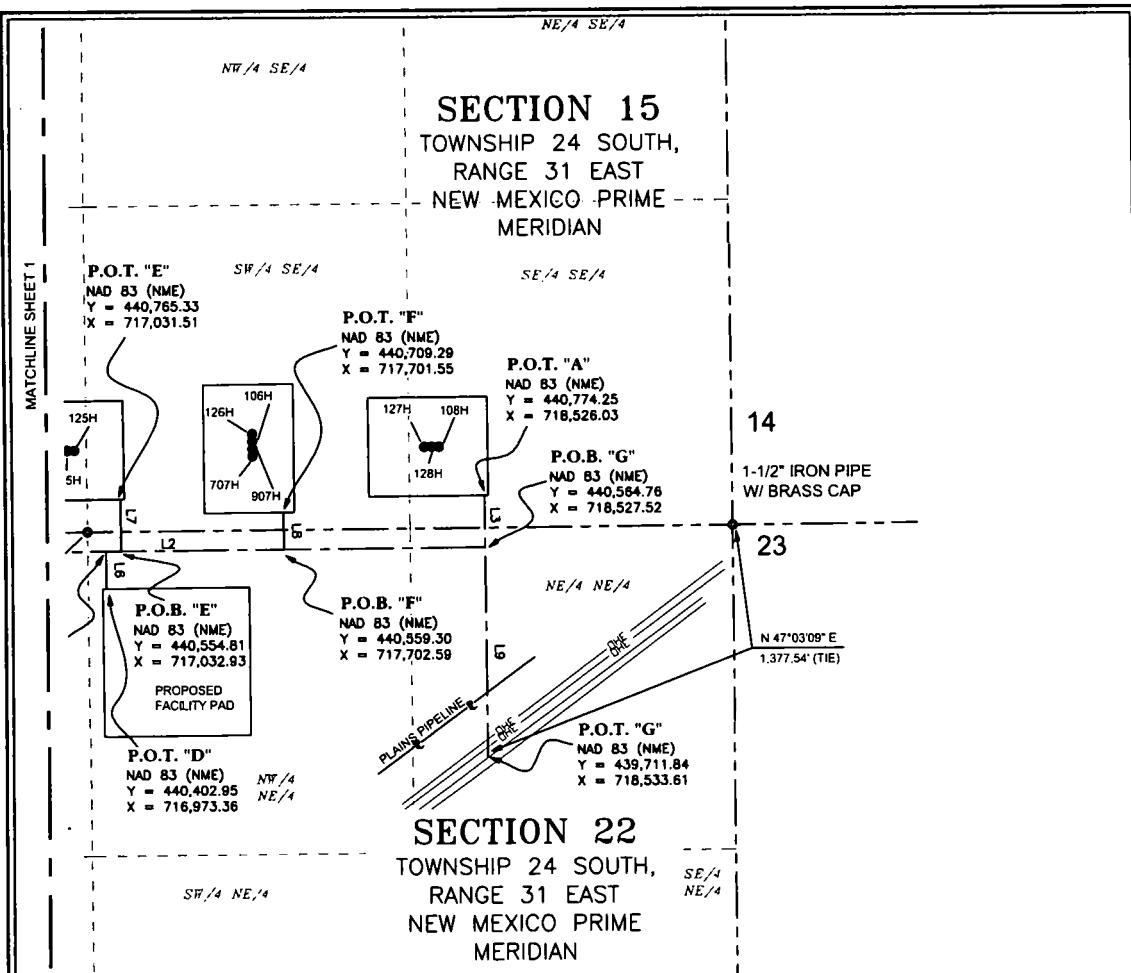 NE/4 SE/4
NW/4 SE/4
SECTION 15
TOWNSHIP 24 SOUTH,
RANGE 31 EAST
NEW MEXICO PRIME
MERIDIAN
MATCHLINE SHEET 1
SW/4 SE/4
SE/4 SE/4
P.O.T. "E"
NAD 83 (NME)
Y = 440,765.33
X = 717,031.51
P.O.T. "F"
NAD 83 (NME)
Y = 440,709.29
X = 717,701.55
P.O.T. "A"
NAD 83 (NME)
Y = 440,774.25
X = 718,526.03
125H
5H
126H
106H
707H
907H
127H
108H
128H
P.O.B. "G"
NAD 83 (NME)
Y = 440,564.76
X = 718,527.52
14
1-1/2" IRON PIPE
W/ BRASS CAP
23
L7
L2
L8
L3
L6
L9
P.O.B. "E"
NAD 83 (NME)
Y = 440,554.81
X = 717,032.93
PROPOSED
FACILITY PAD
P.O.B. "F"
NAD 83 (NME)
Y = 440,559.30
X = 717,702.59
NE/4 NE/4
OHE
OHE
N 47°03'09" E
1,377.54' (TIE)
PLAINS PIPELINE
OHE
OHE
P.O.T. "D"
NAD 83 (NME)
Y = 440,402.95
X = 716,973.36
NW/4
NE/4
P.O.T. "G"
NAD 83 (NME)
Y = 439,711.84
X = 718,533.61
SECTION 22
TOWNSHIP 24 SOUTH,
RANGE 31 EAST
NEW MEXICO PRIME
MERIDIAN
SW/4 NE/4
SE/4
NE/4